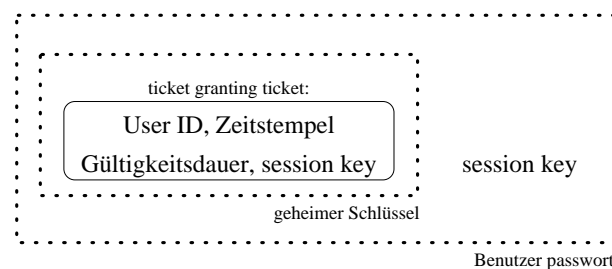 ticket granting ticket:
User ID, Zeitstempel
Gültigkeitsdauer, session key
session key
geheimer Schlüssel
Benutzer passwort